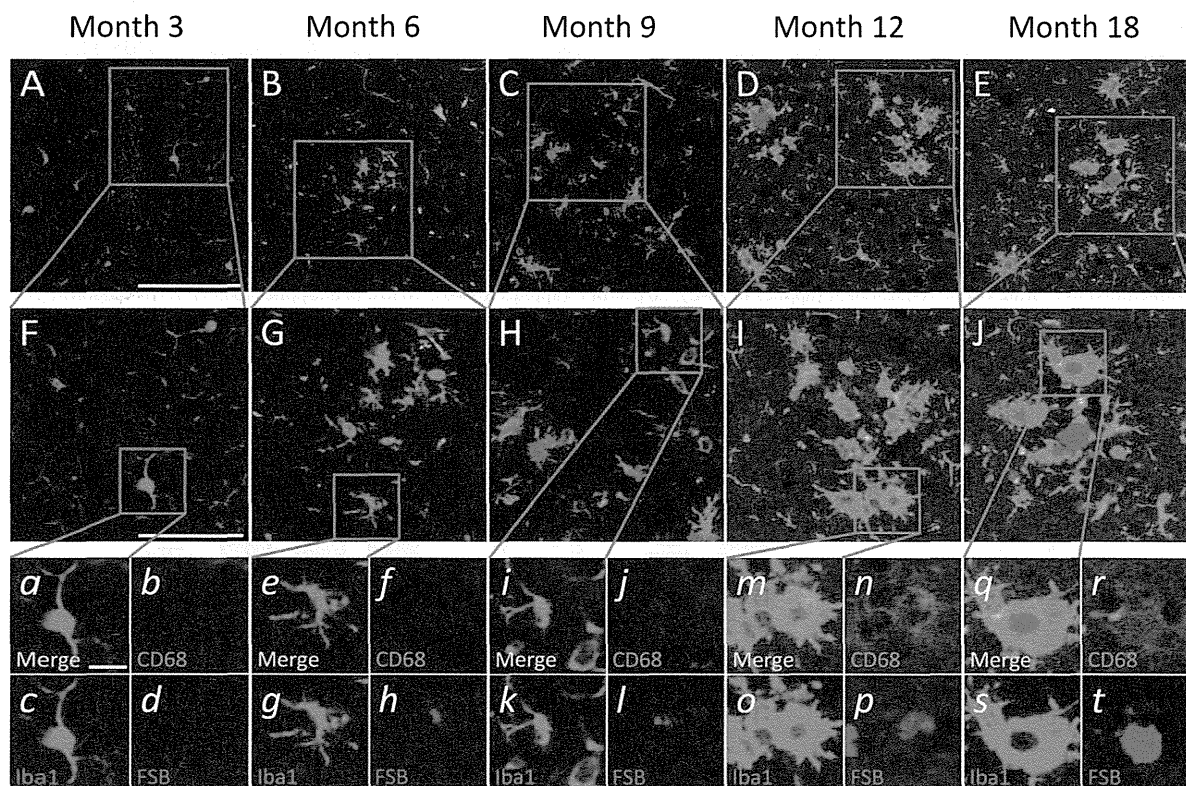 Month 3 Month 6 Month 9 Month 12 Month 18
A B C D E
F G H I J
a b e f i j m n q r
Merge CD68 Merge CD68 Merge CD68 Merge CD68 Merge CD68
c d g h k l o p s t
Iba1 FSB Iba1 FSB Iba1 FSB Iba1 FSB Iba1 FSB